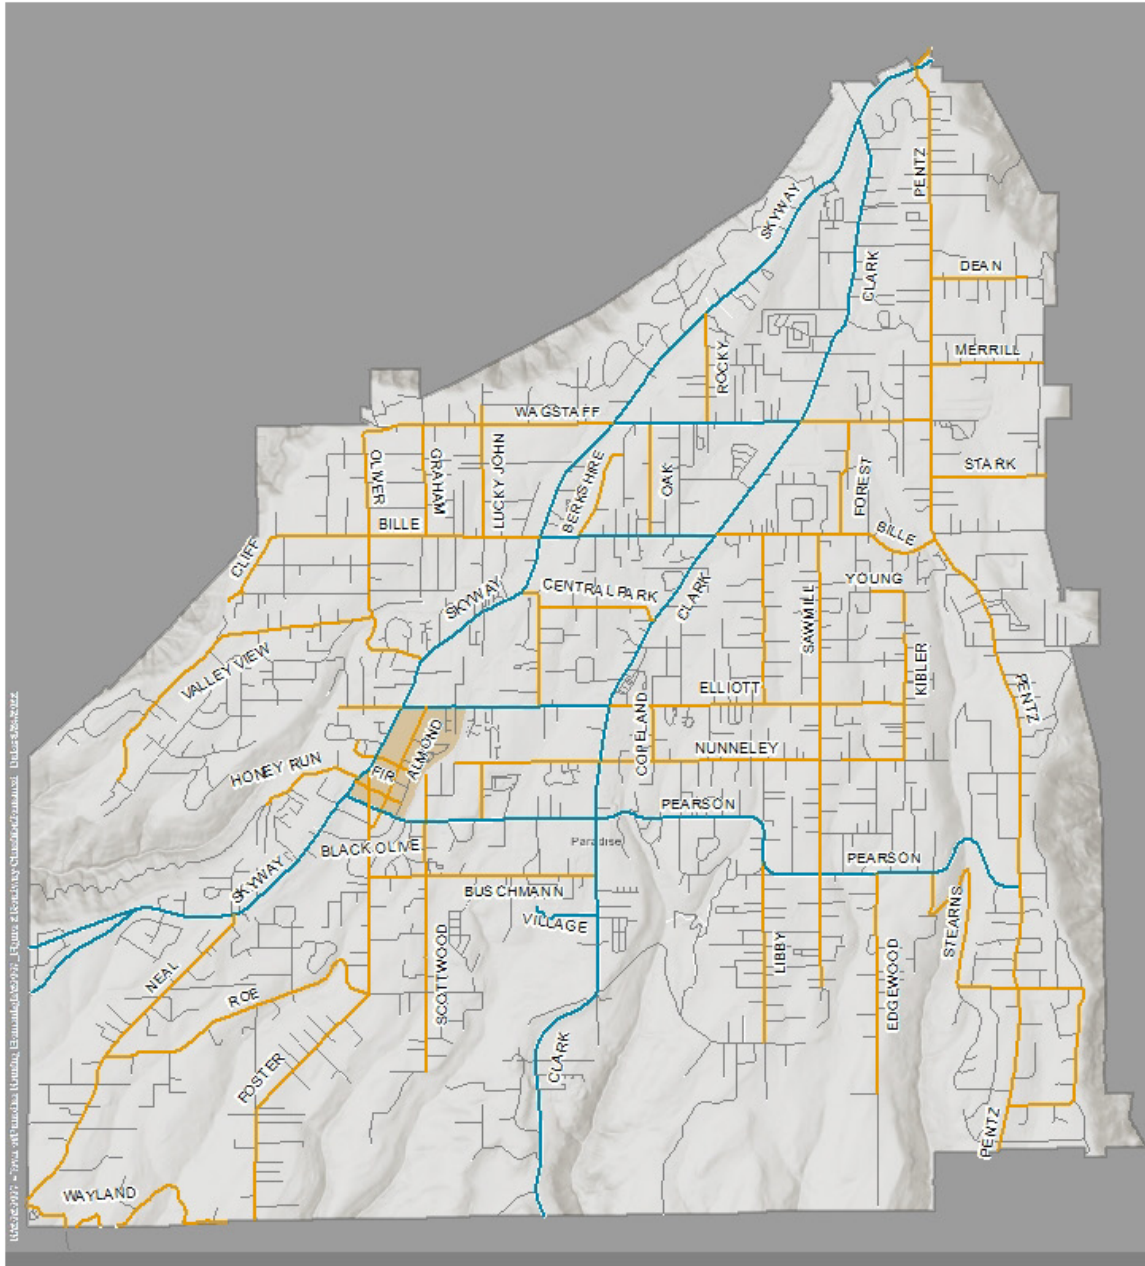 PENTZ
SKYWAY
CLARK
DEAN
MERRILL
ROCKY
WAGSTAFF
OLIVER
GRAHAM
LUCKY JOHN
BERKSHIRE
OAK
FOREST
STARK
BILLE
BILLE
CLIFF
SKYWAY
CENTRAL PARK
CLARK
SAWMILL
YOUNG
KIBLER
VALLEY VIEW
ELLIOTT
PENTZ
COPELAND
ALMOND
NUNNELEY
HONEY RUN
FIR
PEARSON
BLACK OLIVE
Paradise
PEARSON
SKYWAY
BUSCHMANN
VILLAGE
STEARNS
NEAL
ROE
SCOTTWOOD
LIBBY
EDGEWOOD
FOSTER
CLARK
PENTZ
WAYLAND